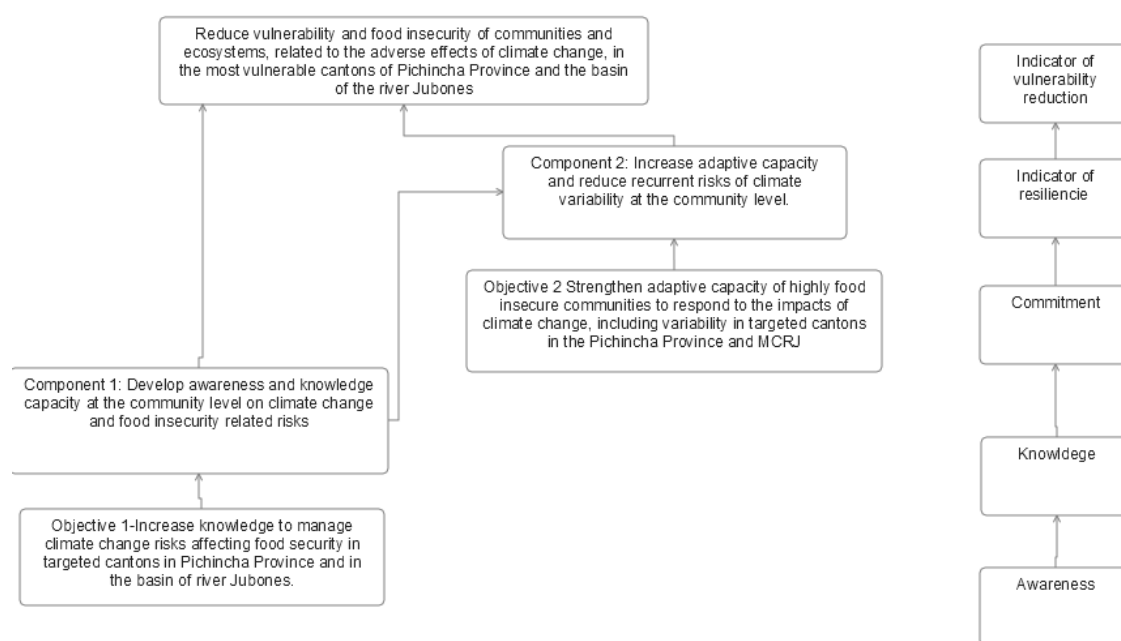 Reduce vulnerability and food insecurity of communities and
ecosystems, related to the adverse effects of climate change, in
the most vulnerable cantons of Pichincha Province and the basin
of the river Jubones
Component 2: Increase adaptive capacity
and reduce recurrent risks of climate
variability at the community level.
Objective 2 Strengthen adaptive capacity of highly food
insecure communities to respond to the impacts of
climate change, including variability in targeted cantons
in the Pichincha Province and MCRJ
Component 1: Develop awareness and knowledge
capacity at the community level on climate change
and food insecurity related risks
Objective 1-Increase knowledge to manage
climate change risks affecting food security in
targeted cantons in Pichincha Province and in
the basin of river Jubones.
Indicator of
vulnerability
reduction
Indicator of
resiliencie
Commitment
Knowldege
Awareness